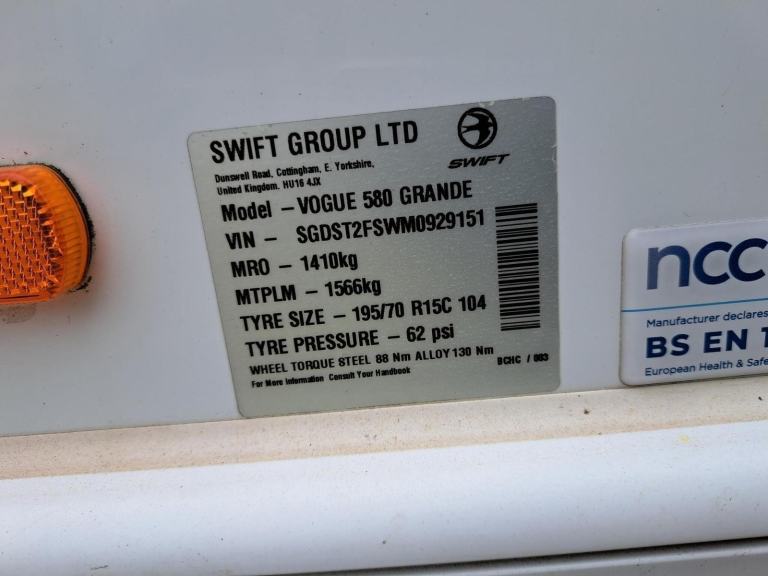 SWIFT GROUP LTD
SWIFT
Dunswell Road, Cottingham, E. Yorkshire,
United Kingdom. HU16 4JX
Model – VOGUE 580 GRANDE
VIN – SGDST2FSWM0929151
MRO – 1410kg
MTPLM – 1566kg
TYRE SIZE – 195/70 R15C 104
TYRE PRESSURE – 62 psi
WHEEL TORQUE STEEL 88 Nm ALLOY 130 Nm
BCHC / 003
For More Information Consult Your Handbook
ncc
Manufacturer declares
BS EN 1
European Health & Safe